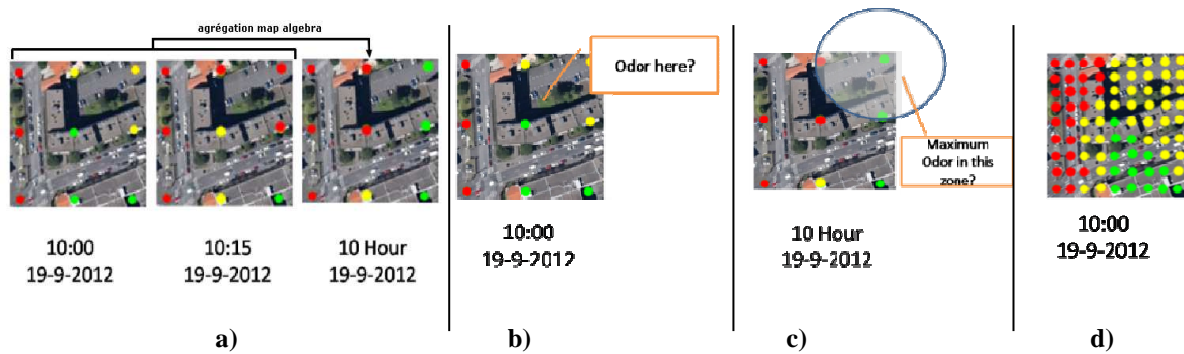 agrégation map algebra
10:00
19-9-2012
10:15
19-9-2012
10 Hour
19-9-2012
a)
Odor here?
10:00
19-9-2012
b)
Maximum
Odor in this
zone?
10 Hour
19-9-2012
c)
10:00
19-9-2012
d)